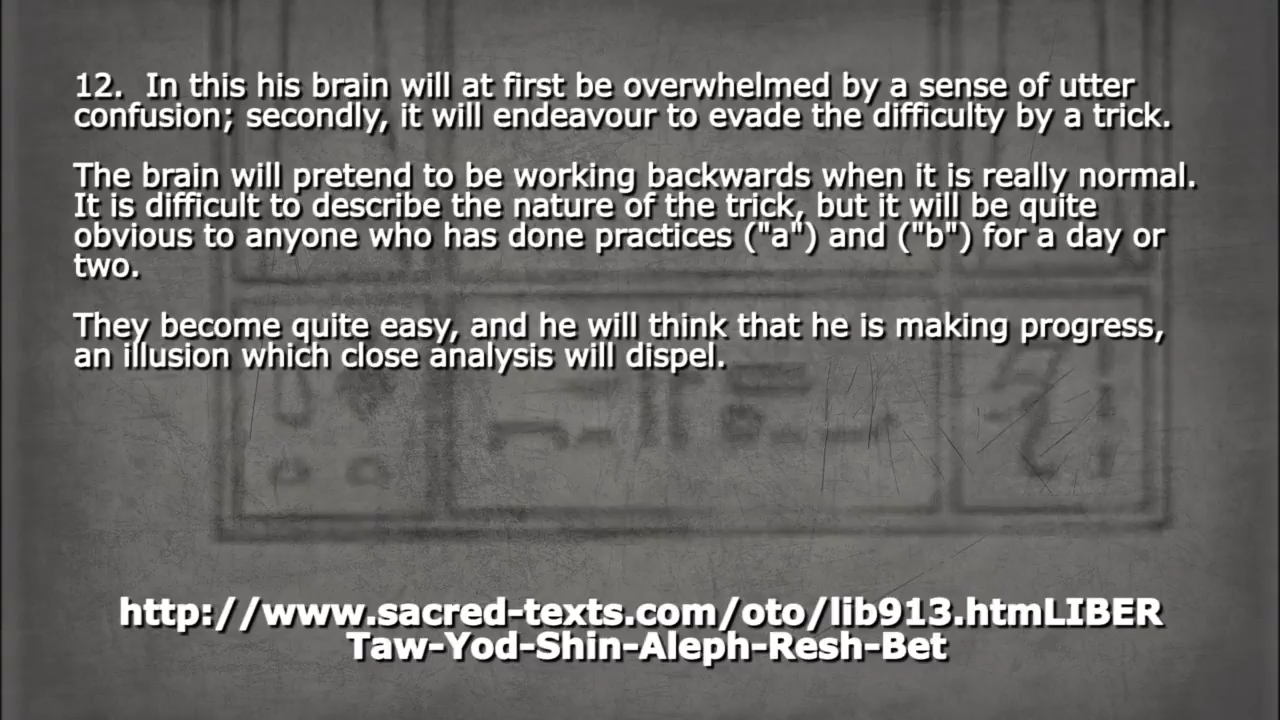 12.  In this his brain will at first be overwhelmed by a sense of utter
confusion; secondly, it will endeavour to evade the difficulty by a trick.
The brain will pretend to be working backwards when it is really normal.
It is difficult to describe the nature of the trick, but it will be quite
obvious to anyone who has done practices ("a") and ("b") for a day or
two.
They become quite easy, and he will think that he is making progress,
an illusion which close analysis will dispel.
http://www.sacred-texts.com/oto/lib913.htmLIBER
Taw-Yod-Shin-Aleph-Resh-Bet